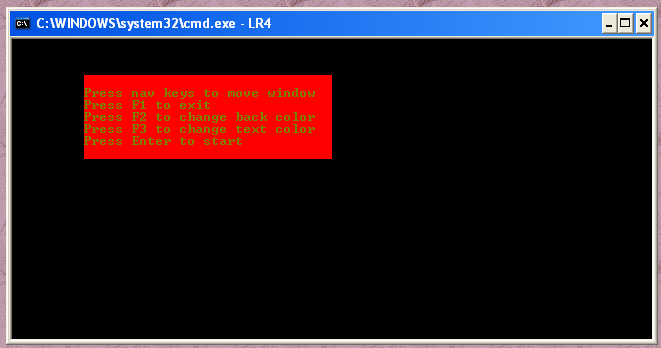 C:\WINDOWS\system32\cmd.exe - LR4
Press nav keys to move window
Press F1 to exit
Press F2 to change back color
Press F3 to change text color
Press Enter to start